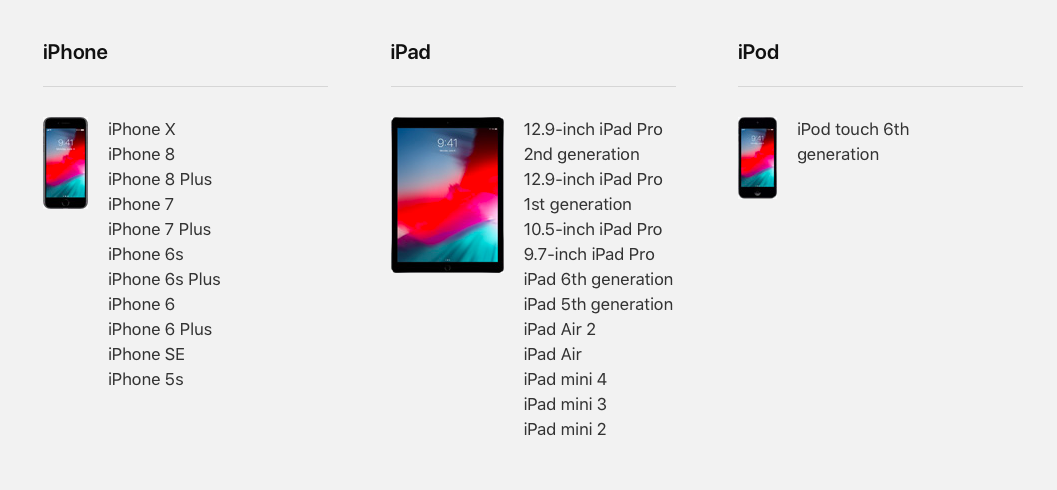 iPhone
iPhone X
iPhone 8
iPhone 8 Plus
iPhone 7
iPhone 7 Plus
iPhone 6s
iPhone 6s Plus
iPhone 6
iPhone 6 Plus
iPhone SE
iPhone 5s
iPad
9:41
12.9-inch iPad Pro
2nd generation
12.9-inch iPad Pro
1st generation
10.5-inch iPad Pro
9.7-inch iPad Pro
iPad 6th generation
iPad 5th generation
iPad Air 2
iPad Air
iPad mini 4
iPad mini 3
iPad mini 2
iPod
iPod touch 6th
generation